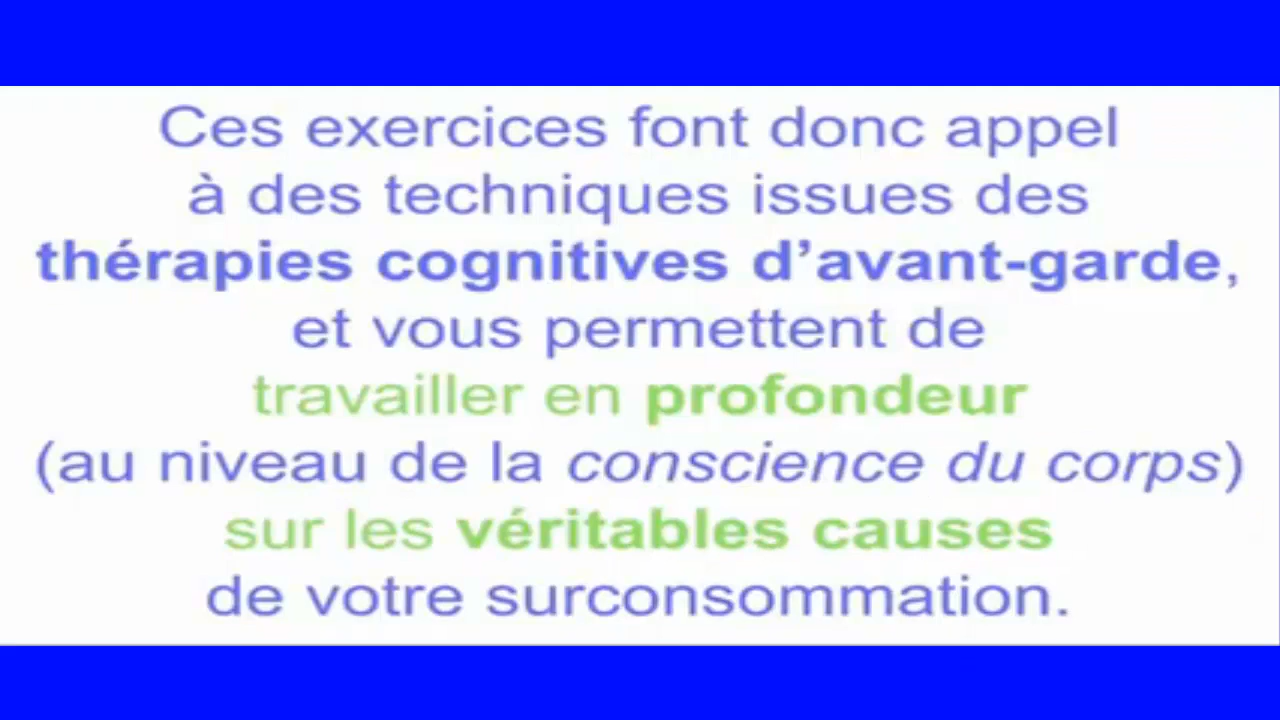 Ces exercices font donc appel
à des techniques issues des
thérapies cognitives d’avant-garde,
et vous permettent de
travailler en profondeur
(au niveau de la conscience du corps)
sur les véritables causes
de votre surconsommation.